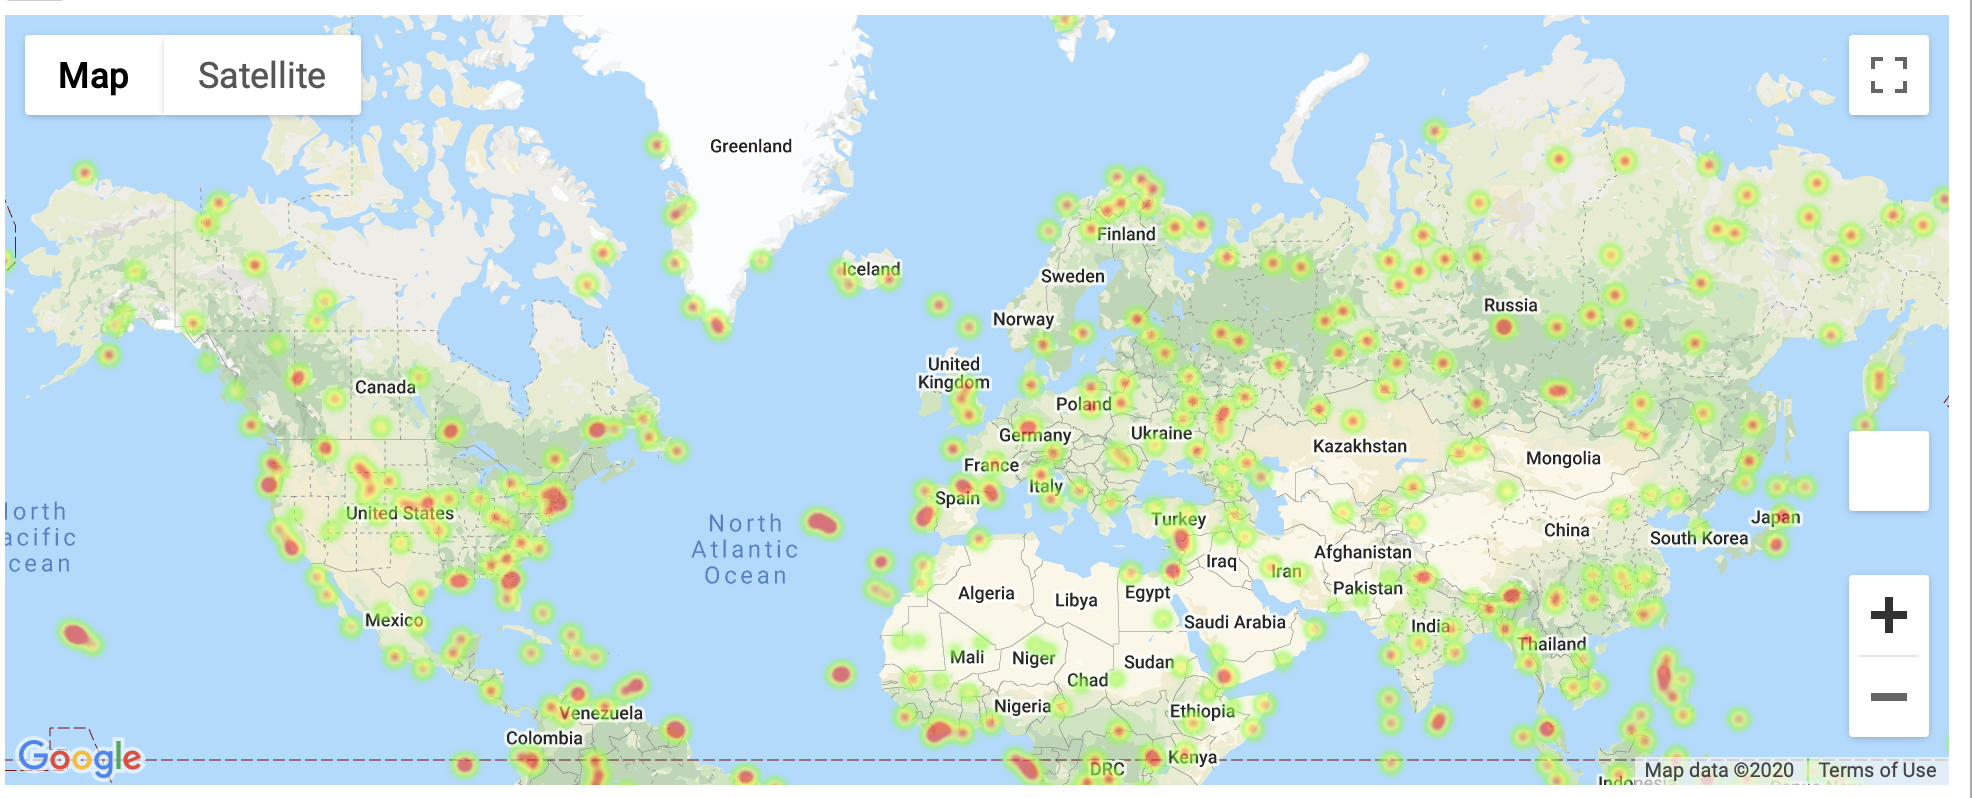 Map
Satellite
Greenland
Finland
Iceland
Sweden
Russia
Norway
United
Kingdom
Canada
Poland
Germany
Ukraine
Kazakhstan
Mongolia
France
Italy
Spain
United States
Turkey
Japan
North
Atlantic
Ocean
China
South Korea
Afghanistan
Iraq
Iran
Pakistan
Algeria
Libya
Egypt
Mexico
Saudi Arabia
India
Thailand
Mali
Niger
Sudan
Chad
Nigeria
Ethiopia
Venezuela
Colombia
Kenya
DRC
Google
Map data ©2020
Terms of Use